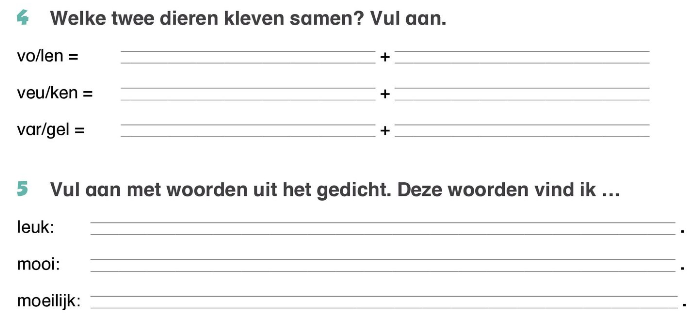 4 Welke twee dieren kleven samen? Vul aan.
vo/len = +
veu/ken = +
var/gel = +
5 Vul aan met woorden uit het gedicht. Deze woorden vind ik ...
leuk: .
mooi: .
moeilijk: .